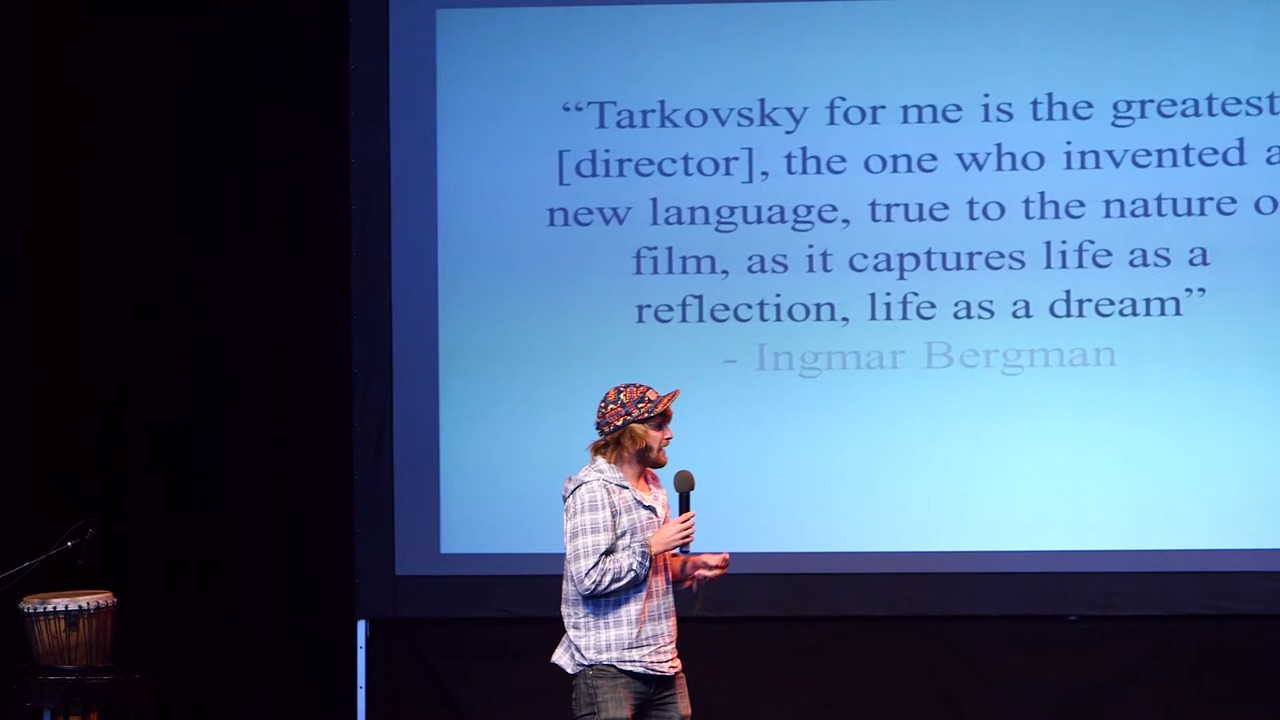 “Tarkovsky for me is the greatest
[director], the one who invented a
new language, true to the nature o
film, as it captures life as a
reflection, life as a dream”
- Ingmar Bergman